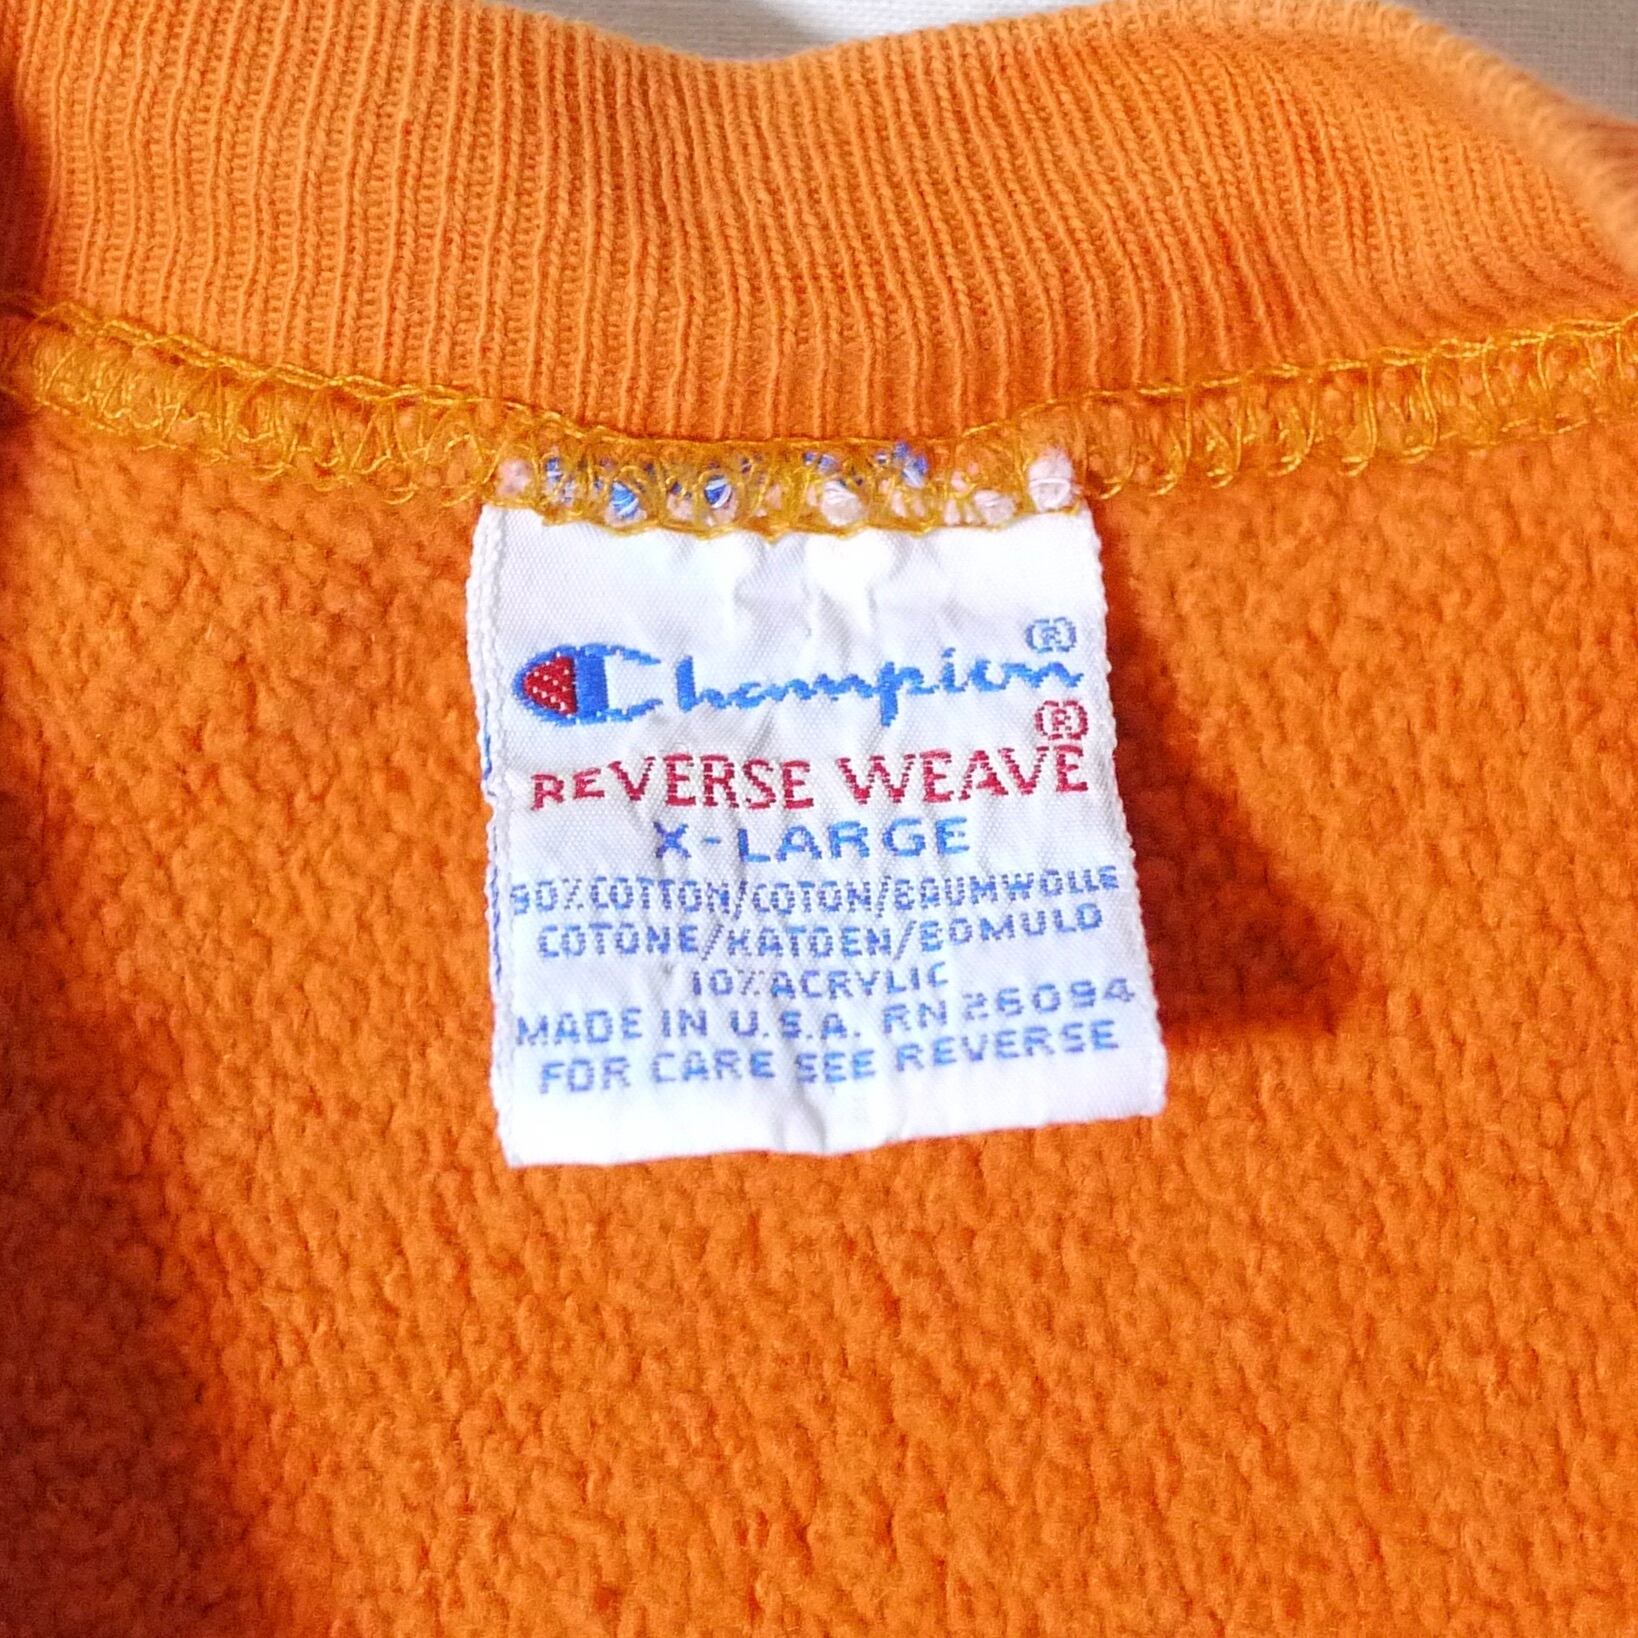 Champion®
REVERSE WEAVE®
X-LARGE
90%COTTON/COTON/BAUMWOLLE
COTONE/KATOEN/BOMULD
10%ACRYLIC
MADE IN U.S.A. RN 26094
FOR CARE SEE REVERSE